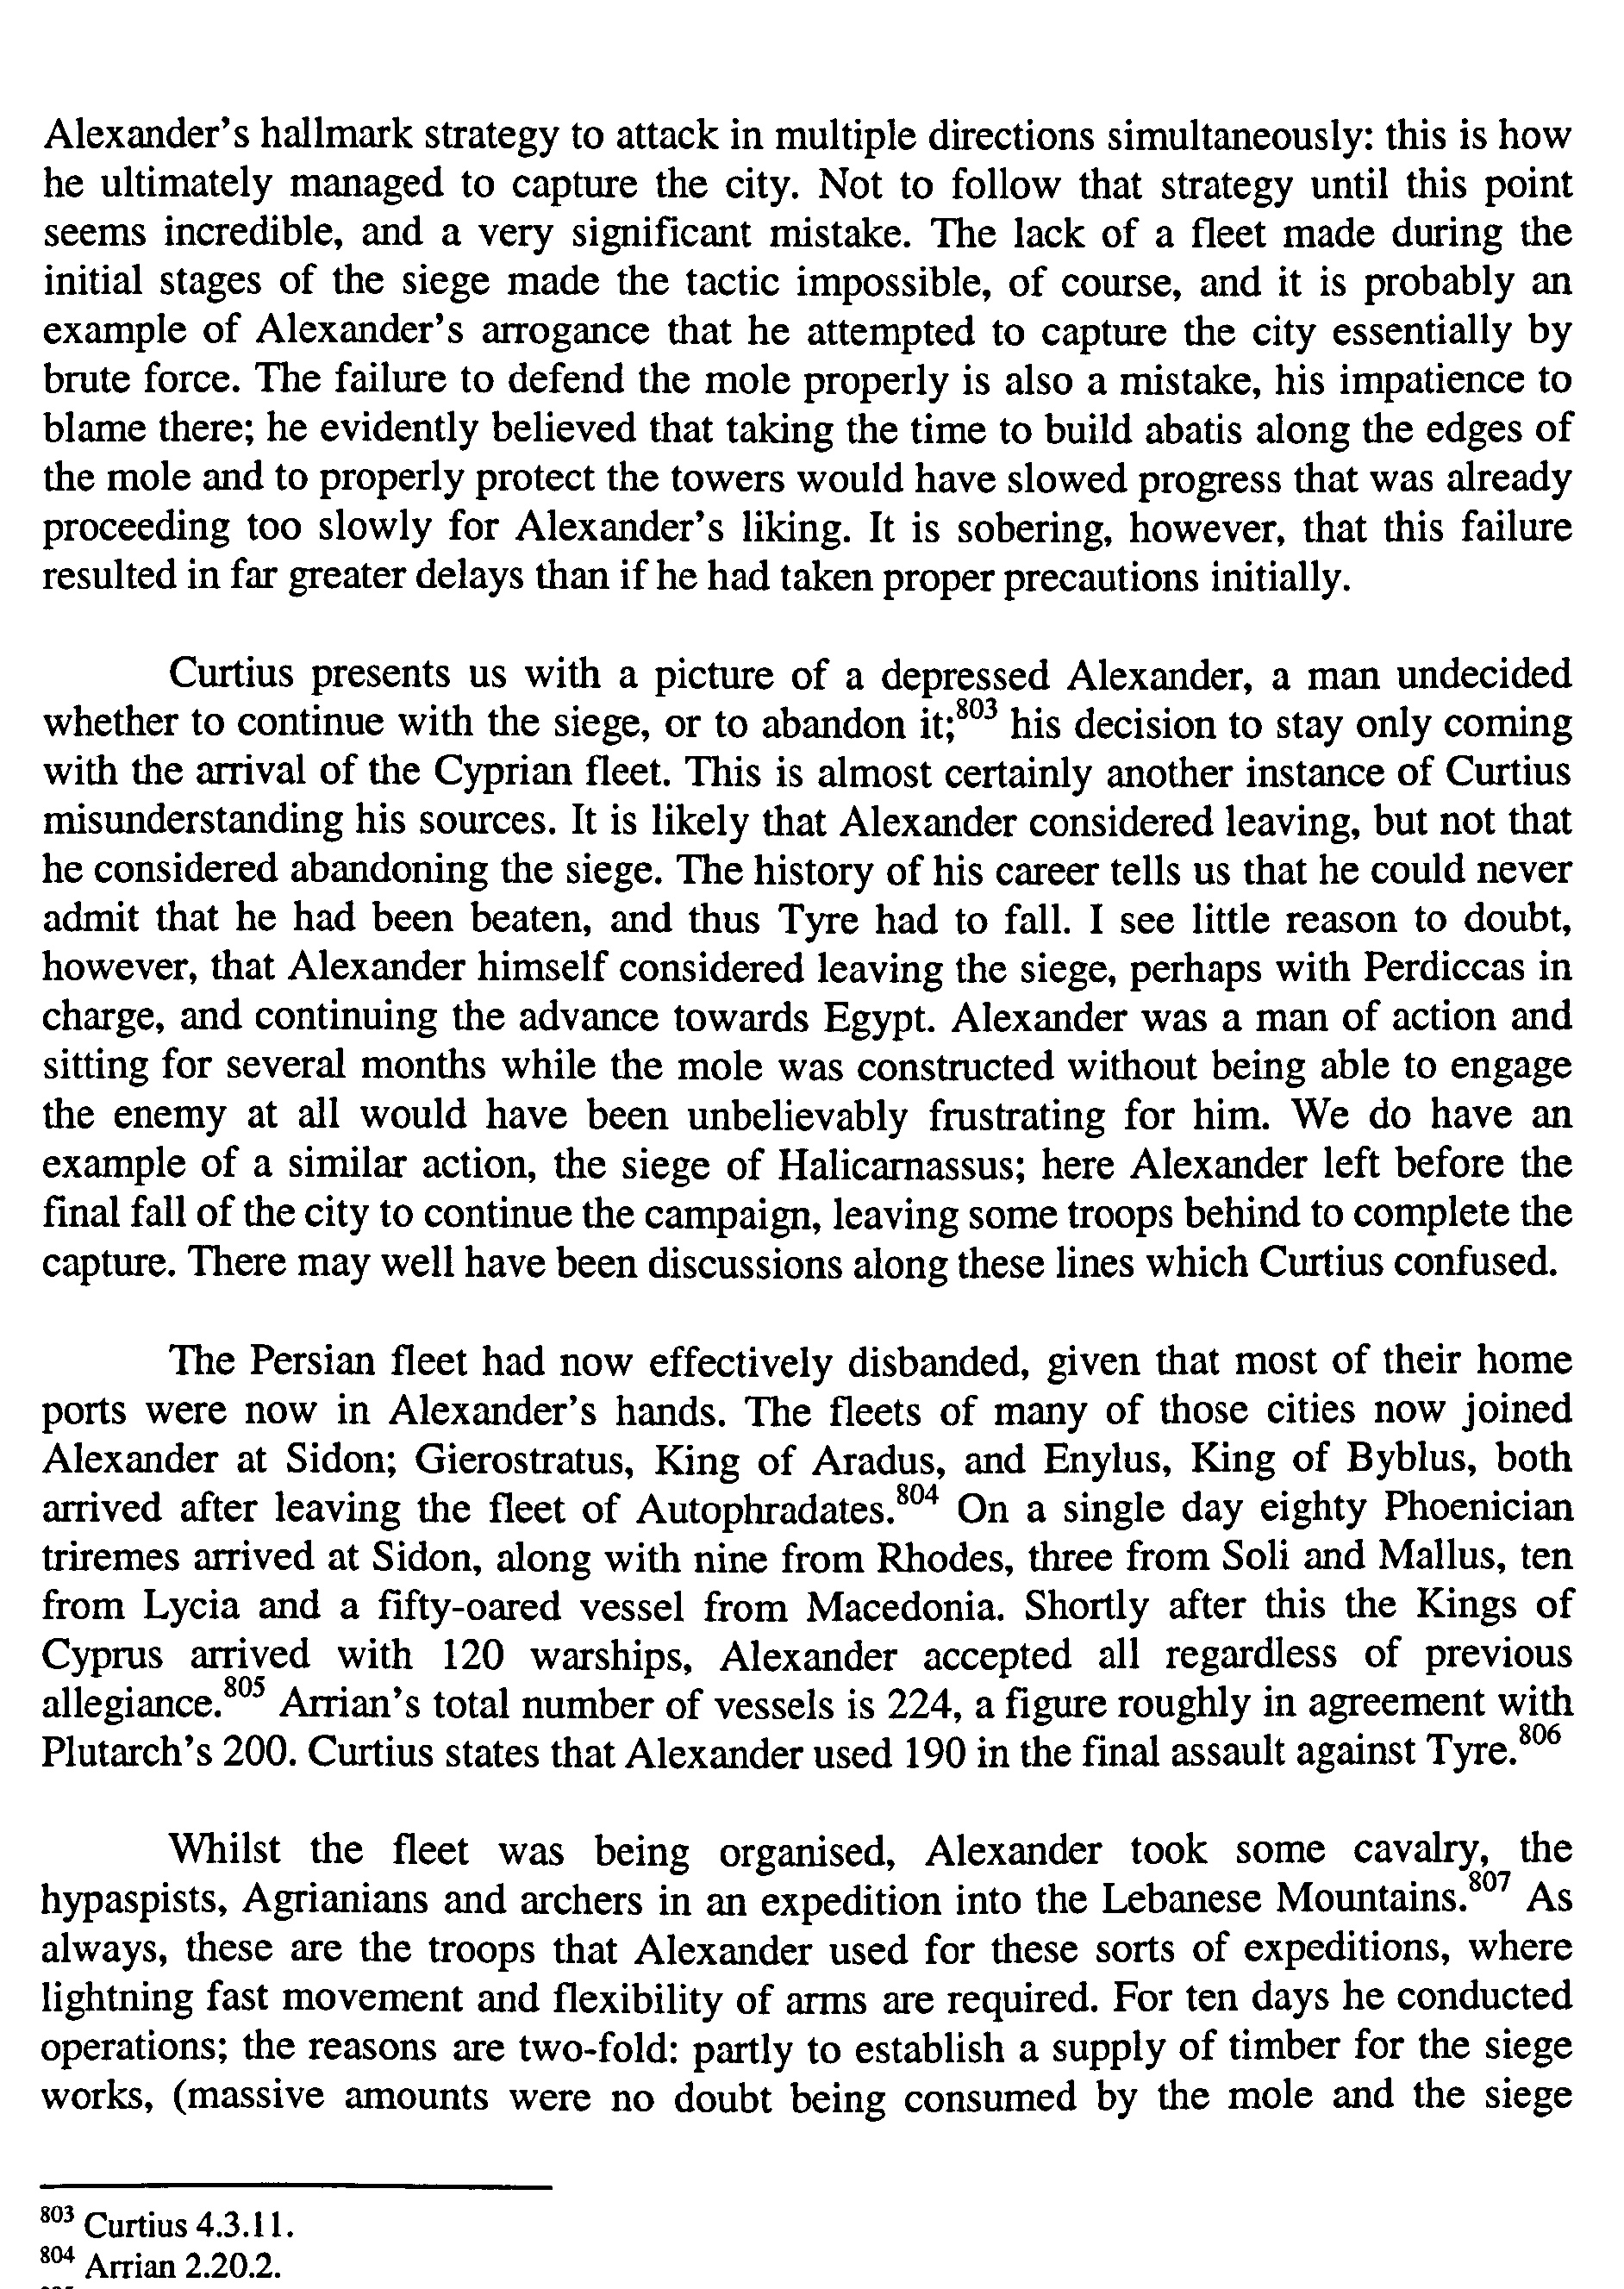 Alexander's hallmark strategy to attack in multiple directions simultaneously: this is how
he ultimately managed to capture the city. Not to follow that strategy until this point
seems incredible, and a very significant mistake. The lack of a fleet made during the
initial stages of the siege made the tactic impossible, of course, and it is probably an
example of Alexander's arrogance that he attempted to capture the city essentially by
brute force. The failure to defend the mole properly is also a mistake, his impatience to
blame there; he evidently believed that taking the time to build abatis along the edges of
the mole and to properly protect the towers would have slowed progress that was already
proceeding too slowly for Alexander's liking. It is sobering, however, that this failure
resulted in far greater delays than if he had taken proper precautions initially.
Curtius presents us with a picture of a depressed Alexander, a man undecided
whether to continue with the siege, or to abandon it;803 his decision to stay only coming
with the arrival of the Cyprian fleet. This is almost certainly another instance of Curtius
misunderstanding his sources. It is likely that Alexander considered leaving, but not that
he considered abandoning the siege. The history of his career tells us that he could never
admit that he had been beaten, and thus Tyre had to fall. I see little reason to doubt,
however, that Alexander himself considered leaving the siege, perhaps with Perdiccas in
charge, and continuing the advance towards Egypt. Alexander was a man of action and
sitting for several months while the mole was constructed without being able to engage
the enemy at all would have been unbelievably frustrating for him. We do have an
example of a similar action, the siege of Halicarnassus; here Alexander left before the
final fall of the city to continue the campaign, leaving some troops behind to complete the
capture. There may well have been discussions along these lines which Curtius confused.
The Persian fleet had now effectively disbanded, given that most of their home
ports were now in Alexander's hands. The fleets of many of those cities now joined
Alexander at Sidon; Gierostratus, King of Aradus, and Enylus, King of Byblus, both
arrived after leaving the fleet of Autophradates.804 On a single day eighty Phoenician
triremes arrived at Sidon, along with nine from Rhodes, three from Soli and Mallus, ten
from Lycia and a fifty-oared vessel from Macedonia. Shortly after this the Kings of
Cyprus arrived with 120 warships, Alexander accepted all regardless of previous
allegiance.805 Arrian's total number of vessels is 224, a figure roughly in agreement with
Plutarch's 200. Curtius states that Alexander used 190 in the final assault against Tyre.806
Whilst the fleet was being organised, Alexander took some cavalry, the
hypaspists, Agrianians and archers in an expedition into the Lebanese Mountains.807 As
always, these are the troops that Alexander used for these sorts of expeditions, where
lightning fast movement and flexibility of arms are required. For ten days he conducted
operations; the reasons are two-fold: partly to establish a supply of timber for the siege
works, (massive amounts were no doubt being consumed by the mole and the siege
803 Curtius 4.3.11.
804 Arrian 2.20.2.